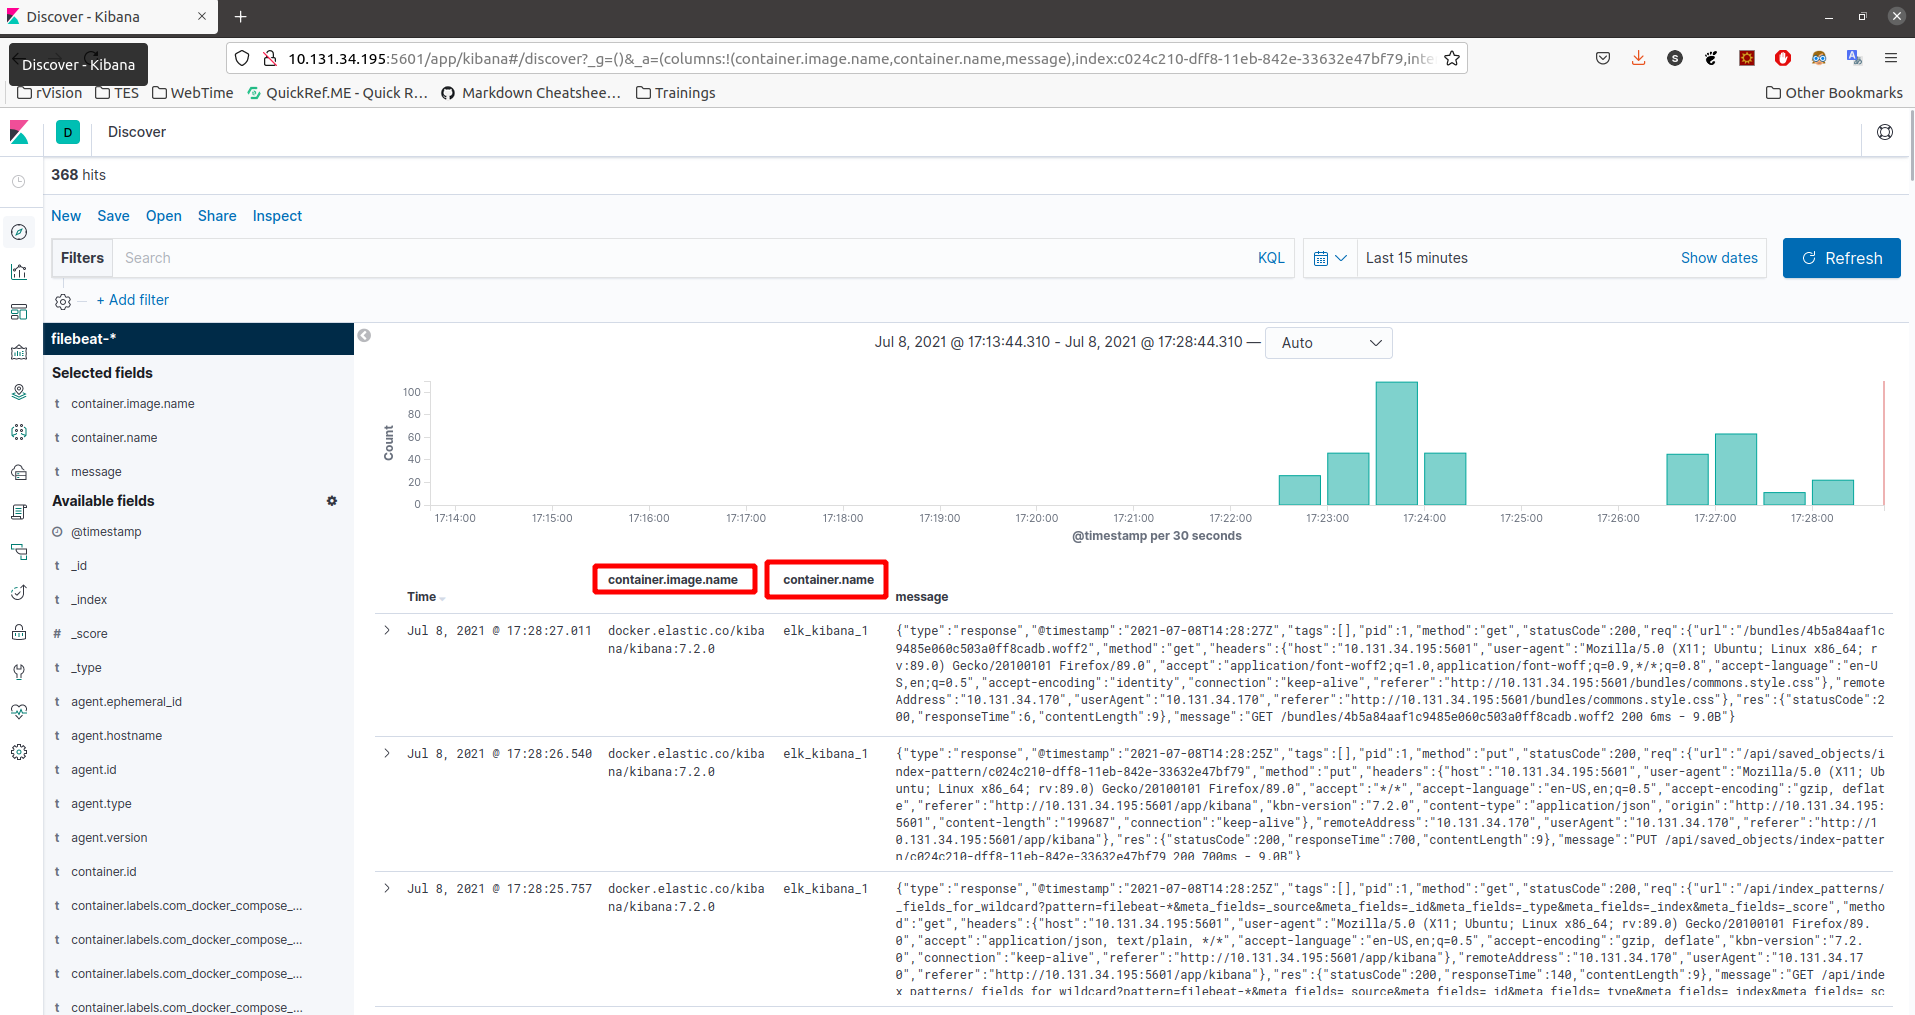 Discover - Kibana
Discover - Kibana
10.131.34.195:5601/app/kibana#/discover?_g=()&_a=(columns:!(container.image.name,container.name,message),index:c024c210-dff8-11eb-842e-33632e47bf79,inte
rVision TES WebTime QuickRef.ME - Quick R... Markdown Cheatshee... Trainings Other Bookmarks
D Discover
368 hits
New Save Open Share Inspect
Filters Search KQL Last 15 minutes Show dates Refresh
+ Add filter
filebeat-*
Selected fields
t container.image.name
t container.name
t message
Available fields
@timestamp
t _id
t _index
# _score
t _type
t agent.ephemeral_id
t agent.hostname
t agent.id
t agent.type
t agent.version
t container.id
t container.labels.com_docker_compose_...
t container.labels.com_docker_compose_...
t container.labels.com_docker_compose_...
t container.labels.com_docker_compose_...
Jul 8, 2021 @ 17:13:44.310 - Jul 8, 2021 @ 17:28:44.310 — Auto
Count
100
80
60
40
20
0
17:14:00 17:15:00 17:16:00 17:17:00 17:18:00 17:19:00 17:20:00 17:21:00 17:22:00 17:23:00 17:24:00 17:25:00 17:26:00 17:27:00 17:28:00
@timestamp per 30 seconds
Time container.image.name container.name message
Jul 8, 2021 @ 17:28:27.011
docker.elastic.co/kiba
na/kibana:7.2.0
elk_kibana_1
{"type":"response","@timestamp":"2021-07-08T14:28:27Z","tags":[],"pid":1,"method":"get","statusCode":200,"req":{"url":"/bundles/4b5a84aaf1c
9485e060c503a0ff8cadb.woff2","method":"get","headers":{"host":"10.131.34.195:5601","user-agent":"Mozilla/5.0 (X11; Ubuntu; Linux x86_64; r
v:89.0) Gecko/20100101 Firefox/89.0","accept":"application/font-woff2;q=1.0,application/font-woff;q=0.9,*/*;q=0.8","accept-language":"en-U
S,en;q=0.5","accept-encoding":"identity","connection":"keep-alive","referer":"http://10.131.34.195:5601/bundles/commons.style.css"},"remote
Address":"10.131.34.170","userAgent":"10.131.34.170","referer":"http://10.131.34.195:5601/bundles/commons.style.css"},"res":{"statusCode":2
00,"responseTime":6,"contentLength":9},"message":"GET /bundles/4b5a84aaf1c9485e060c503a0ff8cadb.woff2 200 6ms - 9.0B"}
Jul 8, 2021 @ 17:28:26.540
docker.elastic.co/kiba
na/kibana:7.2.0
elk_kibana_1
{"type":"response","@timestamp":"2021-07-08T14:28:25Z","tags":[],"pid":1,"method":"put","statusCode":200,"req":{"url":"/api/saved_objects/i
ndex-pattern/c024c210-dff8-11eb-842e-33632e47bf79","method":"put","headers":{"host":"10.131.34.195:5601","user-agent":"Mozilla/5.0 (X11; Ub
untu; Linux x86_64; rv:89.0) Gecko/20100101 Firefox/89.0","accept":"*/*","accept-language":"en-US,en;q=0.5","accept-encoding":"gzip, deflat
e","referer":"http://10.131.34.195:5601/app/kibana","kbn-version":"7.2.0","content-type":"application/json","origin":"http://10.131.34.195:
5601","content-length":"199687","connection":"keep-alive"},"remoteAddress":"10.131.34.170","userAgent":"10.131.34.170","referer":"http://1
0.131.34.195:5601/app/kibana"},"res":{"statusCode":200,"responseTime":700,"contentLength":9},"message":"PUT /api/saved_objects/index-patter
n/c024c210-dff8-11eb-842e-33632e47bf79 200 700ms - 9.0B"}
Jul 8, 2021 @ 17:28:25.757
docker.elastic.co/kiba
na/kibana:7.2.0
elk_kibana_1
{"type":"response","@timestamp":"2021-07-08T14:28:25Z","tags":[],"pid":1,"method":"get","statusCode":200,"req":{"url":"/api/index_patterns/
_fields_for_wildcard?pattern=filebeat-*&meta_fields=_source&meta_fields=_id&meta_fields=_type&meta_fields=_index&meta_fields=_score","metho
d":"get","headers":{"host":"10.131.34.195:5601","user-agent":"Mozilla/5.0 (X11; Ubuntu; Linux x86_64; rv:89.0) Gecko/20100101 Firefox/89.
0","accept":"application/json, text/plain, */*","accept-language":"en-US,en;q=0.5","accept-encoding":"gzip, deflate","kbn-version":"7.2.
0","connection":"keep-alive","referer":"http://10.131.34.195:5601/app/kibana"},"remoteAddress":"10.131.34.170","userAgent":"10.131.34.17
0","referer":"http://10.131.34.195:5601/app/kibana"},"res":{"statusCode":200,"responseTime":140,"contentLength":9},"message":"GET /api/inde
x_patterns/_fields_for_wildcard?pattern=filebeat-*&meta_fields=_source&meta_fields=_id&meta_fields=_type&meta_fields=_index&meta_fields=_sc